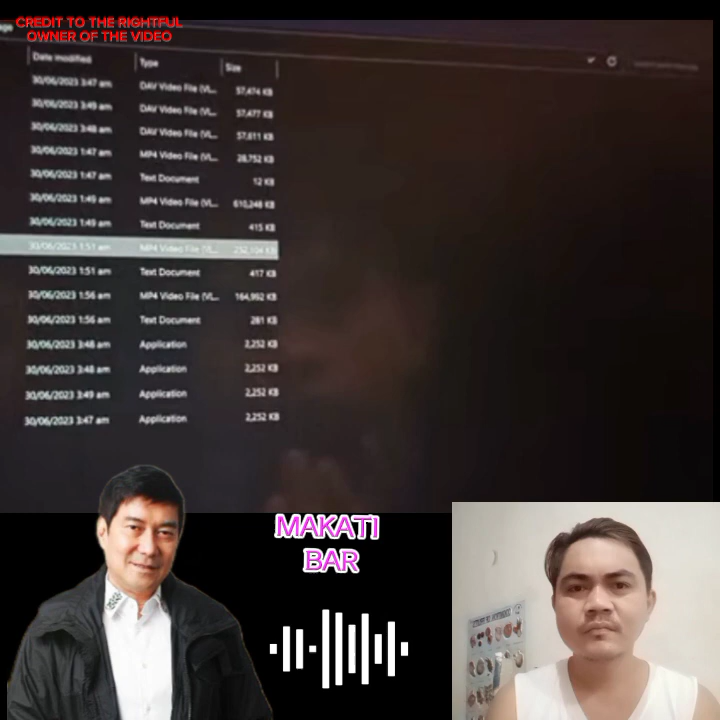 CREDIT TO THE RIGHTFUL
OWNER OF THE VIDEO
Date modified Type Size
30/06/2023 3:47 am DAV Video File (VL... 57,474 KB
30/06/2023 3:49 am DAV Video File (VL... 57,477 KB
30/06/2023 3:48 am DAV Video File (VL... 57,611 KB
30/06/2023 1:47 am MP4 Video File (VL... 28,752 KB
30/06/2023 1:47 am Text Document 12 KB
30/06/2023 1:49 am MP4 Video File (VL... 610,248 KB
30/06/2023 1:49 am Text Document 415 KB
30/06/2023 1:51 am MP4 Video File (VL... 252,104 KB
30/06/2023 1:51 am Text Document 417 KB
30/06/2023 1:56 am MP4 Video File (VL... 164,992 KB
30/06/2023 1:56 am Text Document 281 KB
30/06/2023 3:48 am Application 2,252 KB
30/06/2023 3:48 am Application 2,252 KB
30/06/2023 3:49 am Application 2,252 KB
30/06/2023 3:47 am Application 2,252 KB
MAKATI
BAR